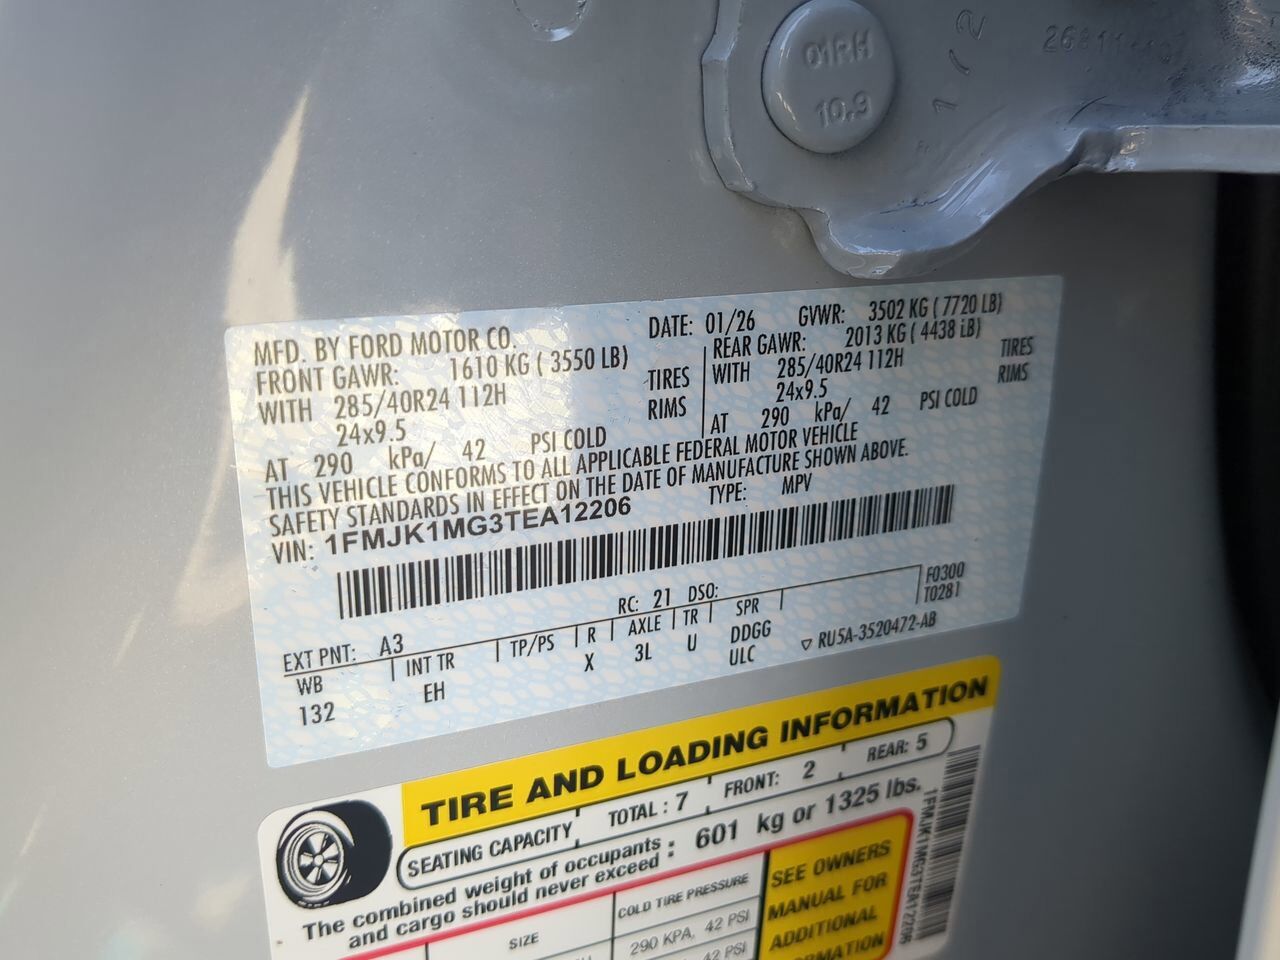 01RH
10.9
1/2
MFD. BY FORD MOTOR CO. DATE: 01/26 GVWR: 3502 KG ( 7720 LB)
FRONT GAWR: 1610 KG ( 3550 LB) REAR GAWR: 2013 KG ( 4438 LB)
WITH 285/40R24 112H TIRES WITH 285/40R24 112H TIRES
24x9.5 RIMS 24x9.5 RIMS
AT 290 kPa/ 42 PSI COLD AT 290 kPa/ 42 PSI COLD
THIS VEHICLE CONFORMS TO ALL APPLICABLE FEDERAL MOTOR VEHICLE
SAFETY STANDARDS IN EFFECT ON THE DATE OF MANUFACTURE SHOWN ABOVE.
VIN: 1FMJK1MG3TEA12206 TYPE: MPV
EXT PNT: A3 RC: 21 DSO: F0300
WB INT TR TP/PS R AXLE TR SPR T0281
132 EH X 3L U DDGG
ULC ▽ RU5A-3520472-AB
TIRE AND LOADING INFORMATION
SEATING CAPACITY TOTAL : 7 FRONT: 2 REAR: 5
The combined weight of occupants
and cargo should never exceed : 601 kg or 1325 lbs.
SIZE COLD TIRE PRESSURE
290 KPA, 42 PSI
42 PSI
SEE OWNERS
MANUAL FOR
ADDITIONAL
1FMJK1MG3TEA12206